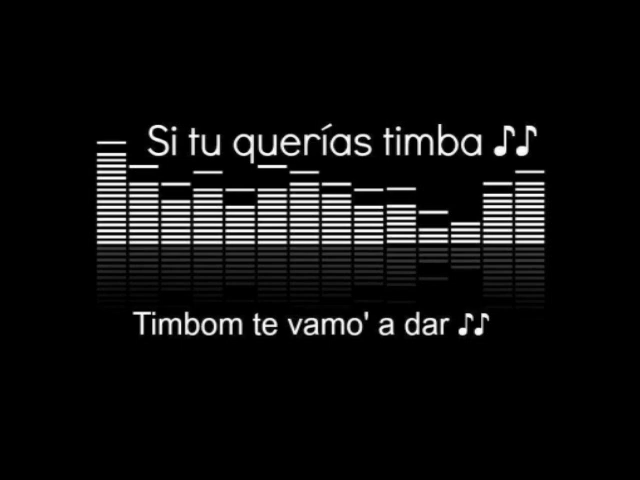 Si tu querías timba ♪♪
Timbom te vamo' a dar ♪♪